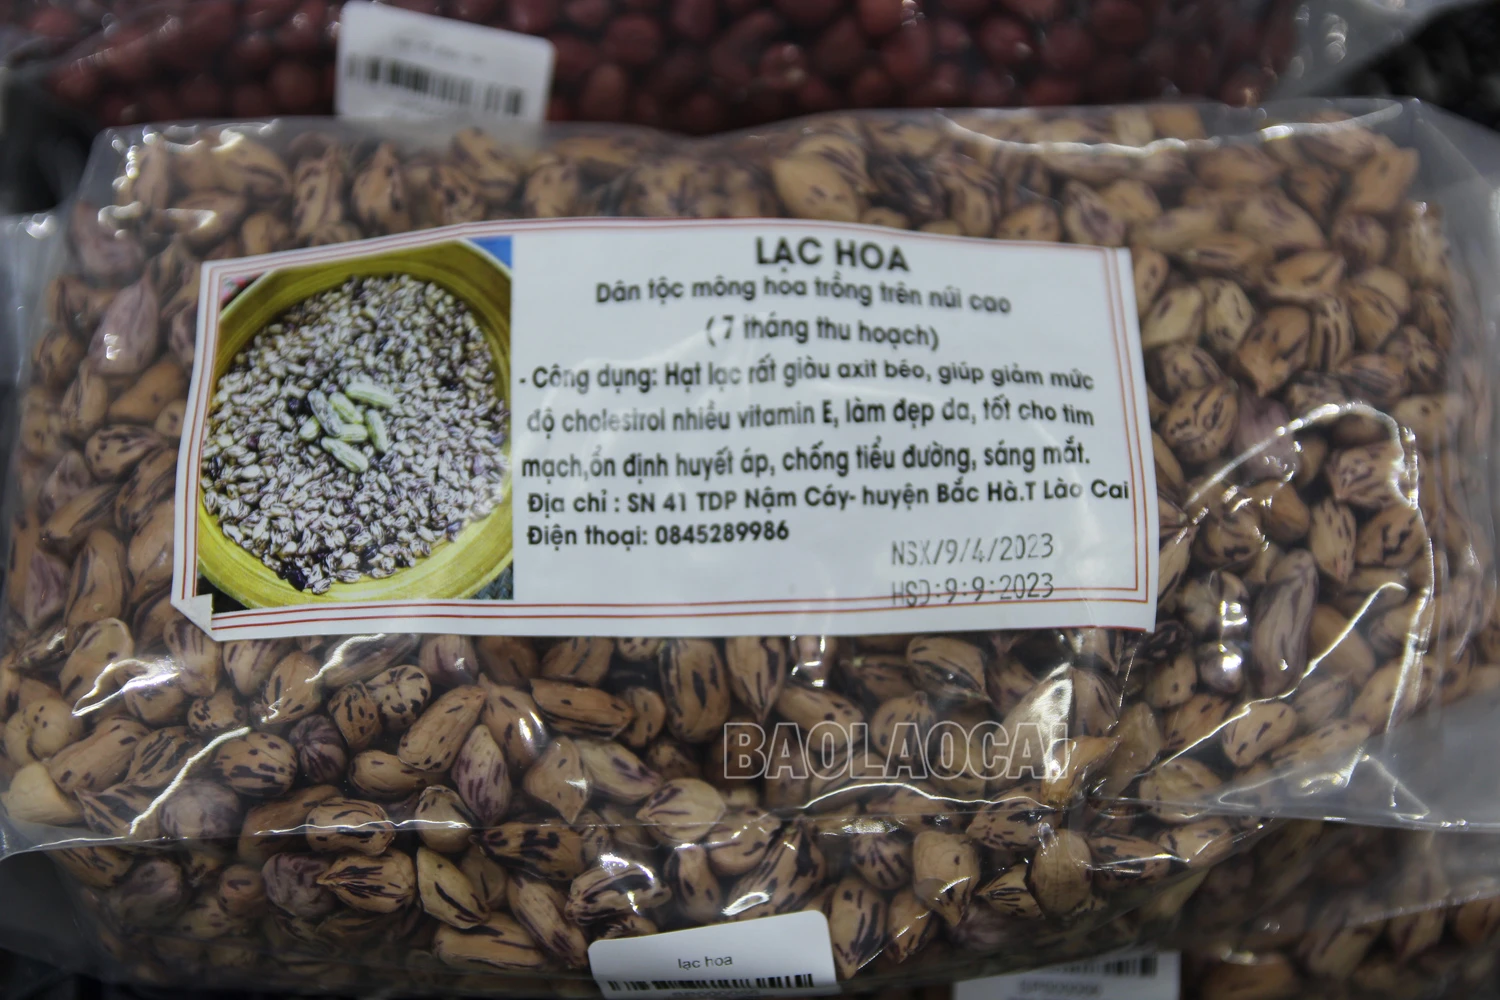 LẠC HOA
Dân tộc mông hoa trồng trên núi cao
( 7 tháng thu hoạch)
- Công dụng: Hạt lạc rất giàu axit béo, giúp giảm mức
độ cholestrol nhiều vitamin E, làm đẹp da, tốt cho tim
mạch,ổn định huyết áp, chống tiểu đường, sáng mắt.
Địa chỉ : SN 41 TDP Nậm Cáy- huyện Bắc Hà.T Lào Cai
Điện thoại: 0845289986
NSX/9/4/2023
HSD:9:9:2023
BAOLAOCAI
lạc hoa